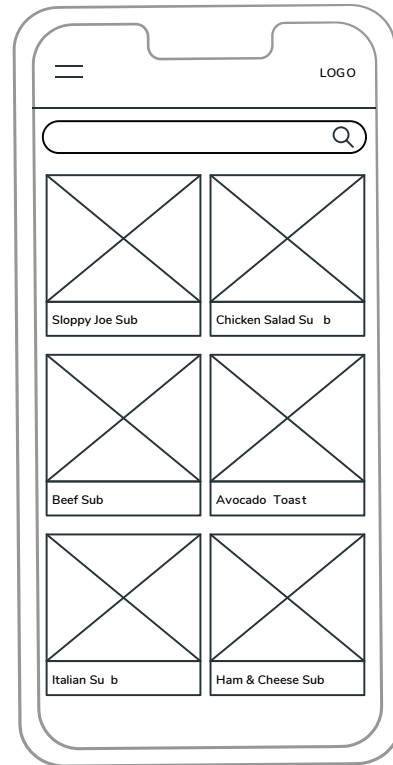 LOGO
Sloppy Joe Sub
Chicken Salad Su b
Beef Sub
Avocado Toast
Italian Su b
Ham & Cheese Sub